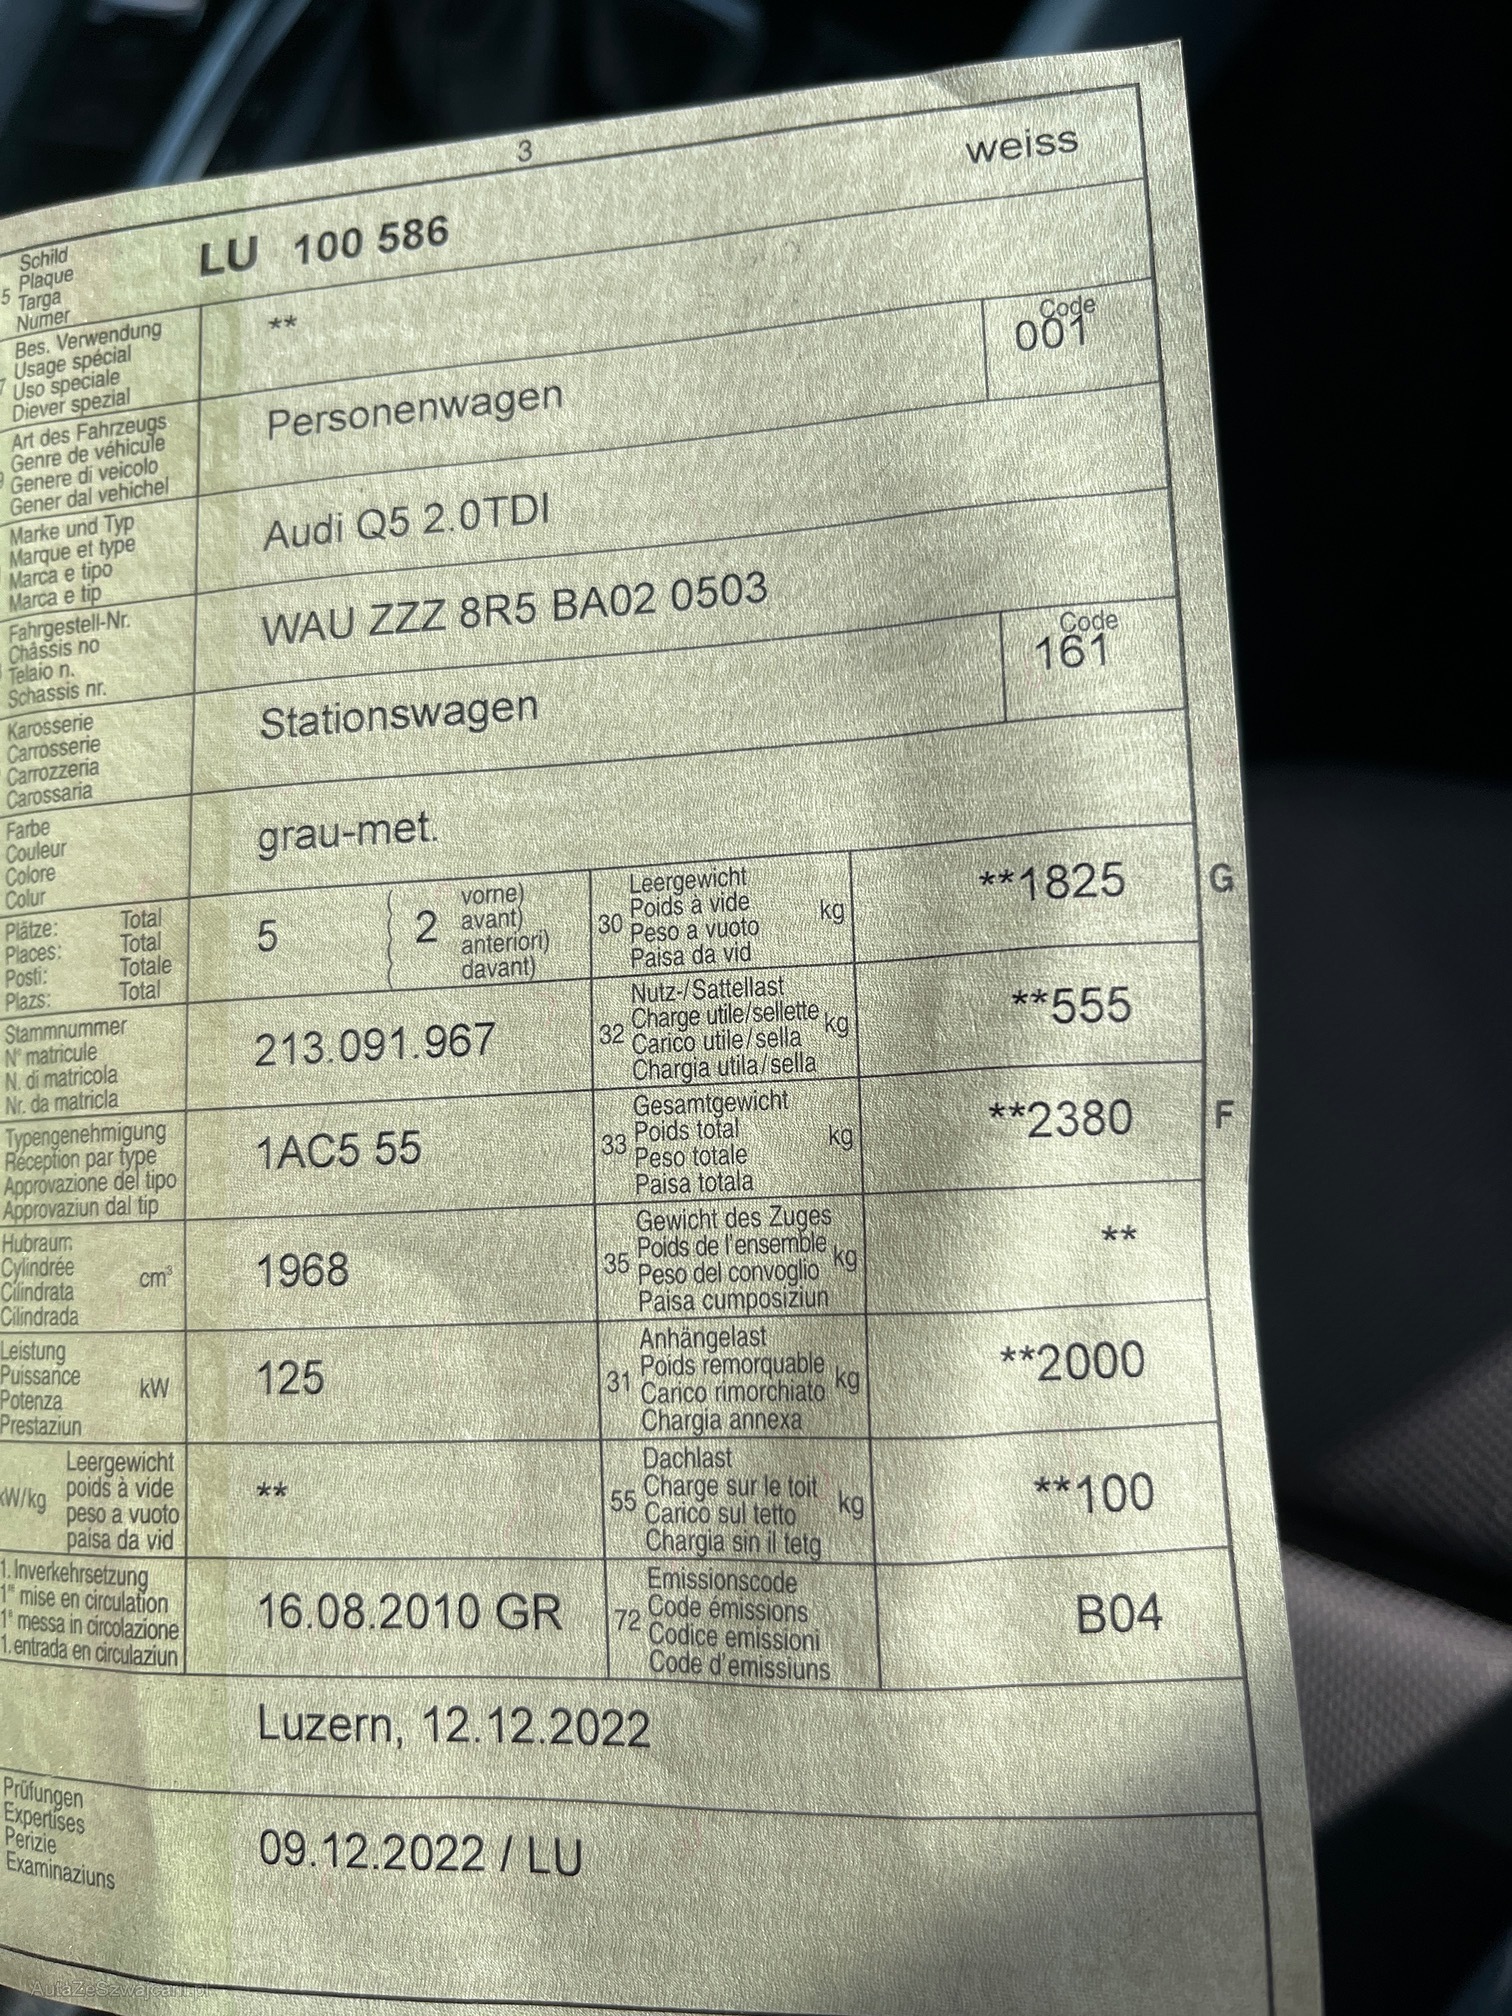 3
weiss
5 Schild
Plaque
Targa
Numer
LU 100 586
7 Bes. Verwendung
Usage spécial
Uso speciale
Diever spezial
**
Art des Fahrzeugs
Genre de véhicule
Genere di veicolo
Gener dal vehichel
Personenwagen
Code
001
Marke und Typ
Marque et type
Marca e tipo
Marca e tip
Audi Q5 2.0TDI
Fahrgestell-Nr.
Châssis no
Telaio n.
Schassis nr.
WAU ZZZ 8R5 BA02 0503
Karosserie
Carrosserie
Carrozzeria
Carossaria
Stationswagen
Code
161
Farbe
Couleur
Colore
Colur
grau-met.
Plätze: Total
Places: Total
Posti: Totale
Plazs: Total
5
2
vorne)
avant)
anteriori)
davant)
30 Leergewicht
Poids à vide
Peso a vuoto
Paisa da vid
kg
**1825
G
Stammnummer
N° matricule
N. di matricola
Nr. da matricla
213.091.967
32 Nutz-/Sattellast
Charge utile/sellette
Carico utile/sella
Chargia utila/sella
kg
**555
Typengenehmigung
Réception par type
Approvazione del tipo
Approvaziun dal tip
1AC5 55
33 Gesamtgewicht
Poids total
Peso totale
Paisa totala
kg
**2380
F
Hubraum
Cylindrée
Cilindrata
Cilindrada
cm³
1968
35 Gewicht des Zuges
Poids de l'ensemble
Peso del convoglio
Paisa cumposiziun
kg
**
Leistung
Puissance
Potenza
Prestaziun
kW
125
31 Anhängelast
Poids remorquable
Carico rimorchiato
Chargia annexa
kg
**2000
kW/kg
Leergewicht
poids à vide
peso a vuoto
paisa da vid
**
55 Dachlast
Charge sur le toit
Carico sul tetto
Chargia sin il tetg
kg
**100
1. Inverkehrsetzung
1re mise en circulation
1a messa in circolazione
1. entrada en circulaziun
16.08.2010 GR
72 Emissionscode
Code émissions
Codice emissioni
Code d'emissiuns
B04
Luzern, 12.12.2022
Prüfungen
Expertises
Perizie
Examinaziuns
09.12.2022 / LU
AutaZeSzwajcarii.pl